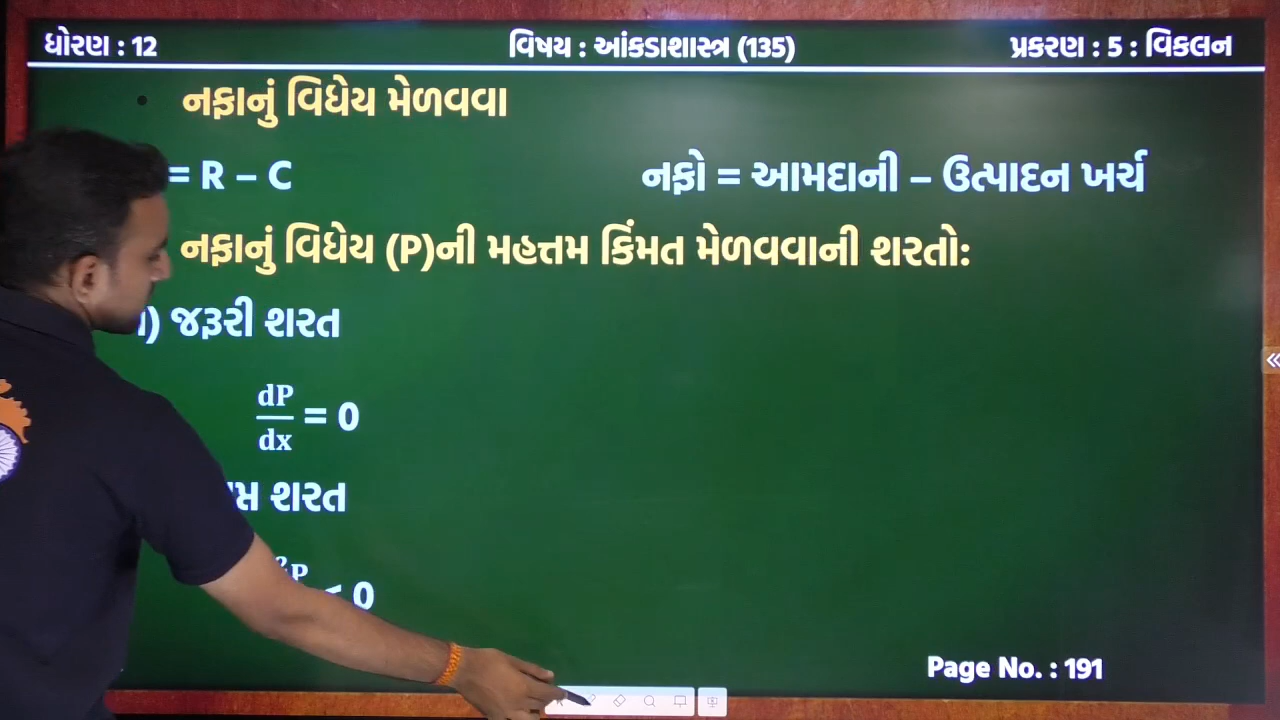 ધોરણ : 12 વિષય : આંકડાશાસ્ત્ર (135) પ્રકરણ : 5 : વિકલન
નફાનું વિધેય મેળવવા
= R – C નફો = આમદાની – ઉત્પાદન ખર્ચ
નફાનું વિધેય (P)ની મહત્તમ કિંમત મેળવવાની શરતો:
) જરૂરી શરત
dP
dx
= 0
શરત
P
< 0
Page No. : 191